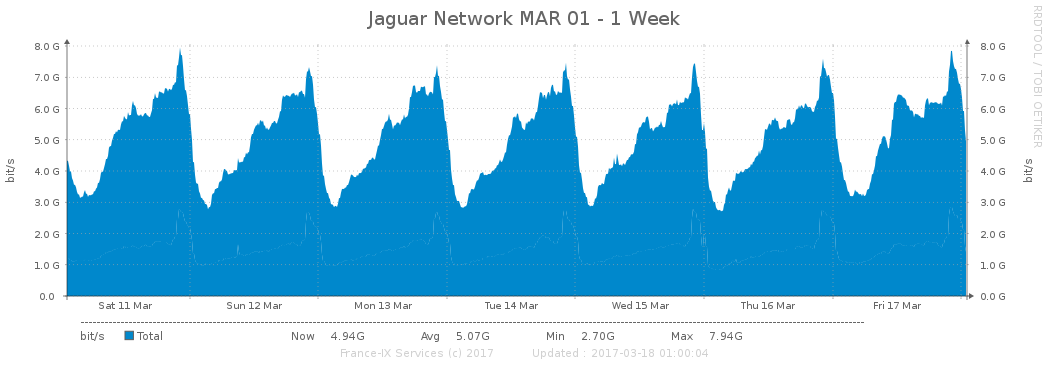 Jaguar Network MAR 01 - 1 Week
RRDTOOL / TOBI OETIKER
8.0 G 8.0 G
7.0 G 7.0 G
6.0 G 6.0 G
5.0 G 5.0 G
4.0 G 4.0 G
3.0 G 3.0 G
2.0 G 2.0 G
1.0 G 1.0 G
0.0 0.0 G
bit/s bit/s
Sat 11 Mar Sun 12 Mar Mon 13 Mar Tue 14 Mar Wed 15 Mar Thu 16 Mar Fri 17 Mar
bit/s Total Now 4.94G Avg 5.07G Min 2.70G Max 7.94G
France-IX Services (c) 2017 Updated : 2017-03-18 01:00:04